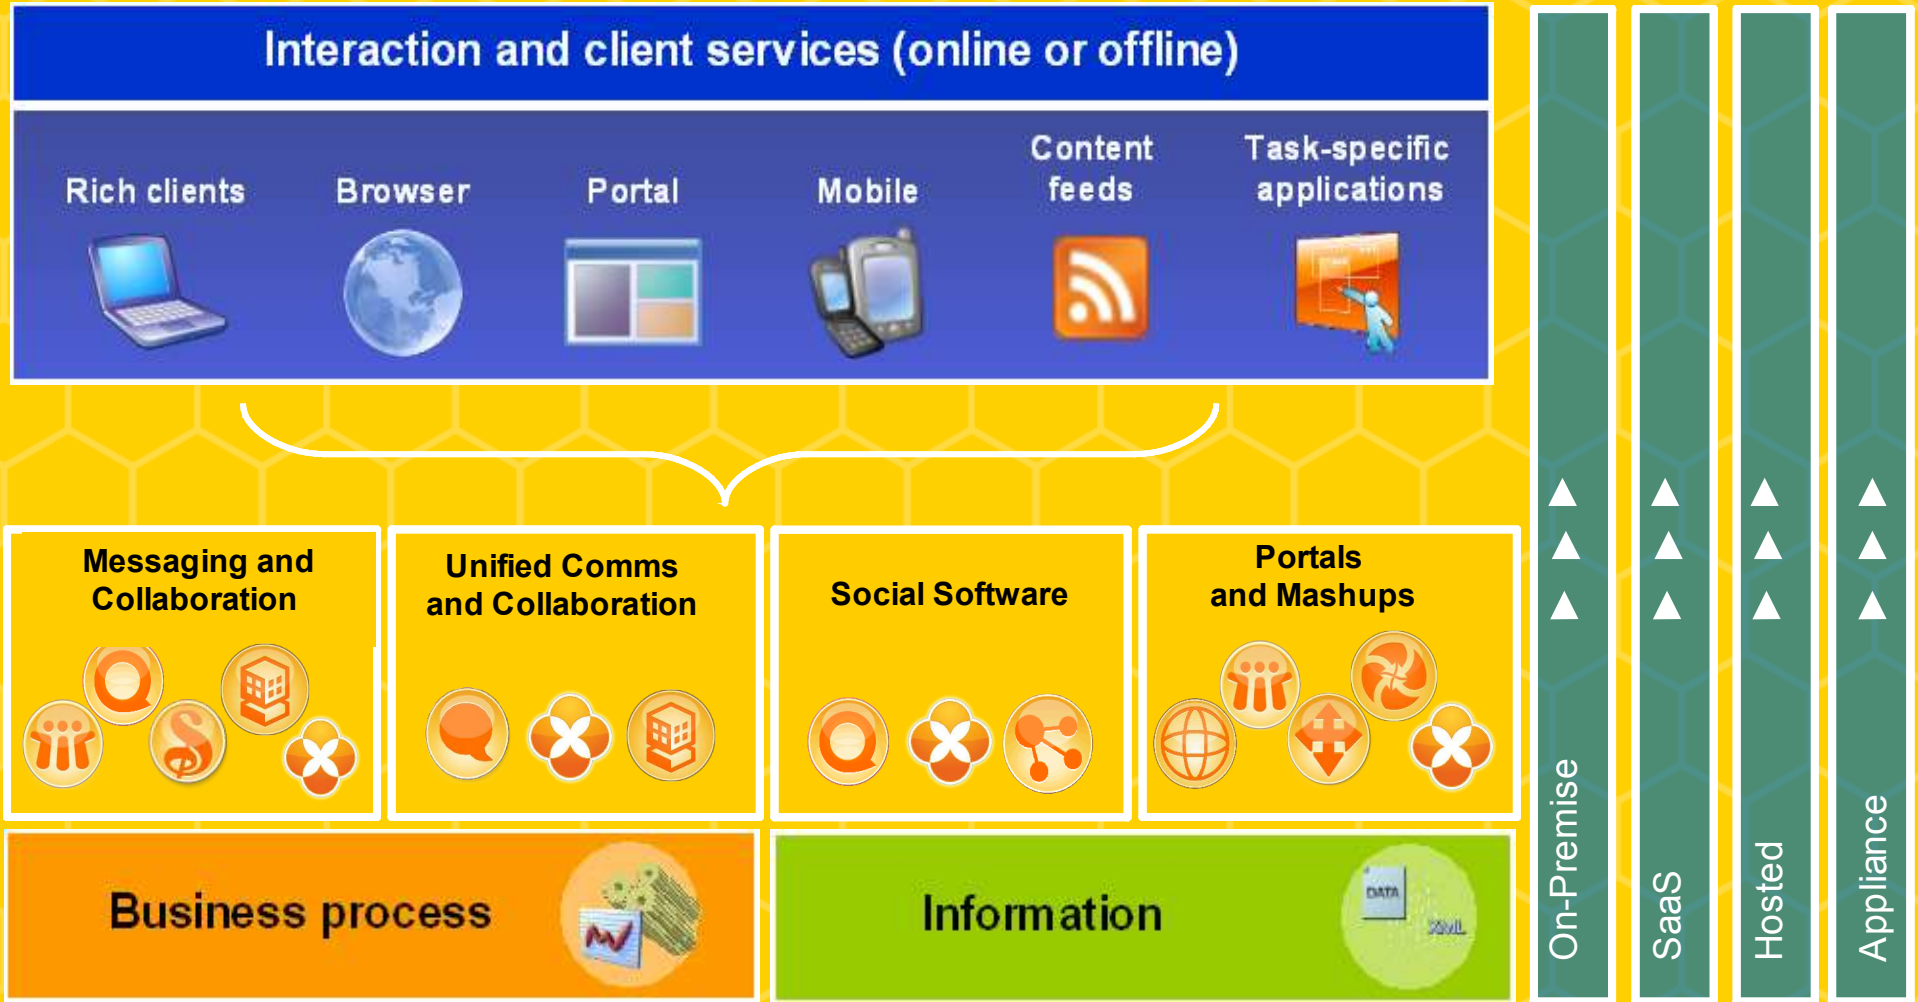 Interaction and client services (online or offline)
Rich clients
Browser
Portal
Mobile
Content
feeds
Task-specific
applications
Messaging and
Collaboration
Unified Comms
and Collaboration
Social Software
Portals
and Mashups
Business process
Information
DATA
XML
On-Premise
SaaS
Hosted
Appliance